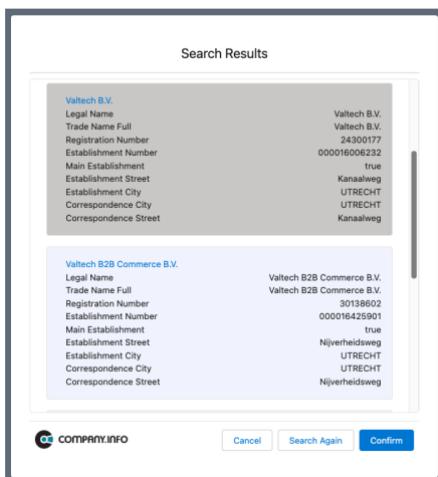 Search Results
Valtech B.V.
Legal Name Valtech B.V.
Trade Name Full Valtech B.V.
Registration Number 24300177
Establishment Number 000016006232
Main Establishment true
Establishment Street Kanaalweg
Establishment City UTRECHT
Correspondence City UTRECHT
Correspondence Street Kanaalweg
Valtech B2B Commerce B.V.
Legal Name Valtech B2B Commerce B.V.
Trade Name Full Valtech B2B Commerce B.V.
Registration Number 30138602
Establishment Number 000016425901
Main Establishment true
Establishment Street Nijverheidsweg
Establishment City UTRECHT
Correspondence City UTRECHT
Correspondence Street Nijverheidsweg
COMPANY.INFO Cancel Search Again Confirm